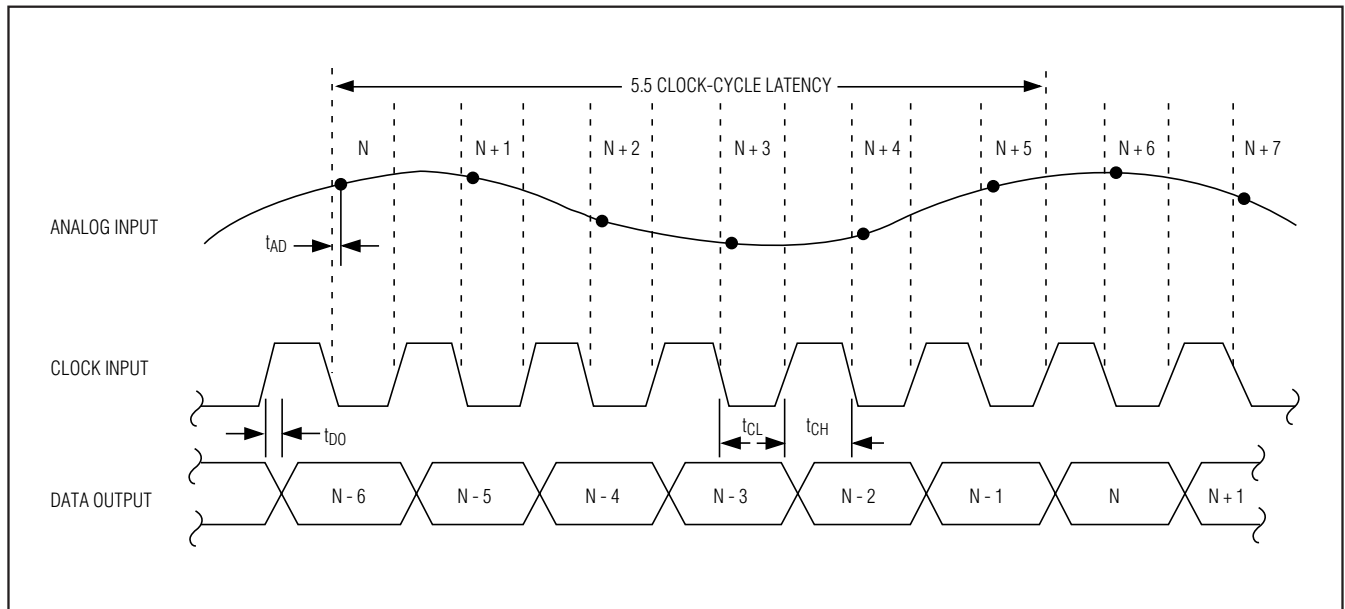 5.5 CLOCK-CYCLE LATENCY
N N + 1 N + 2 N + 3 N + 4 N + 5 N + 6 N + 7
ANALOG INPUT
tAD
CLOCK INPUT
tDO
tCL tCH
DATA OUTPUT N - 6 N - 5 N - 4 N - 3 N - 2 N - 1 N N + 1